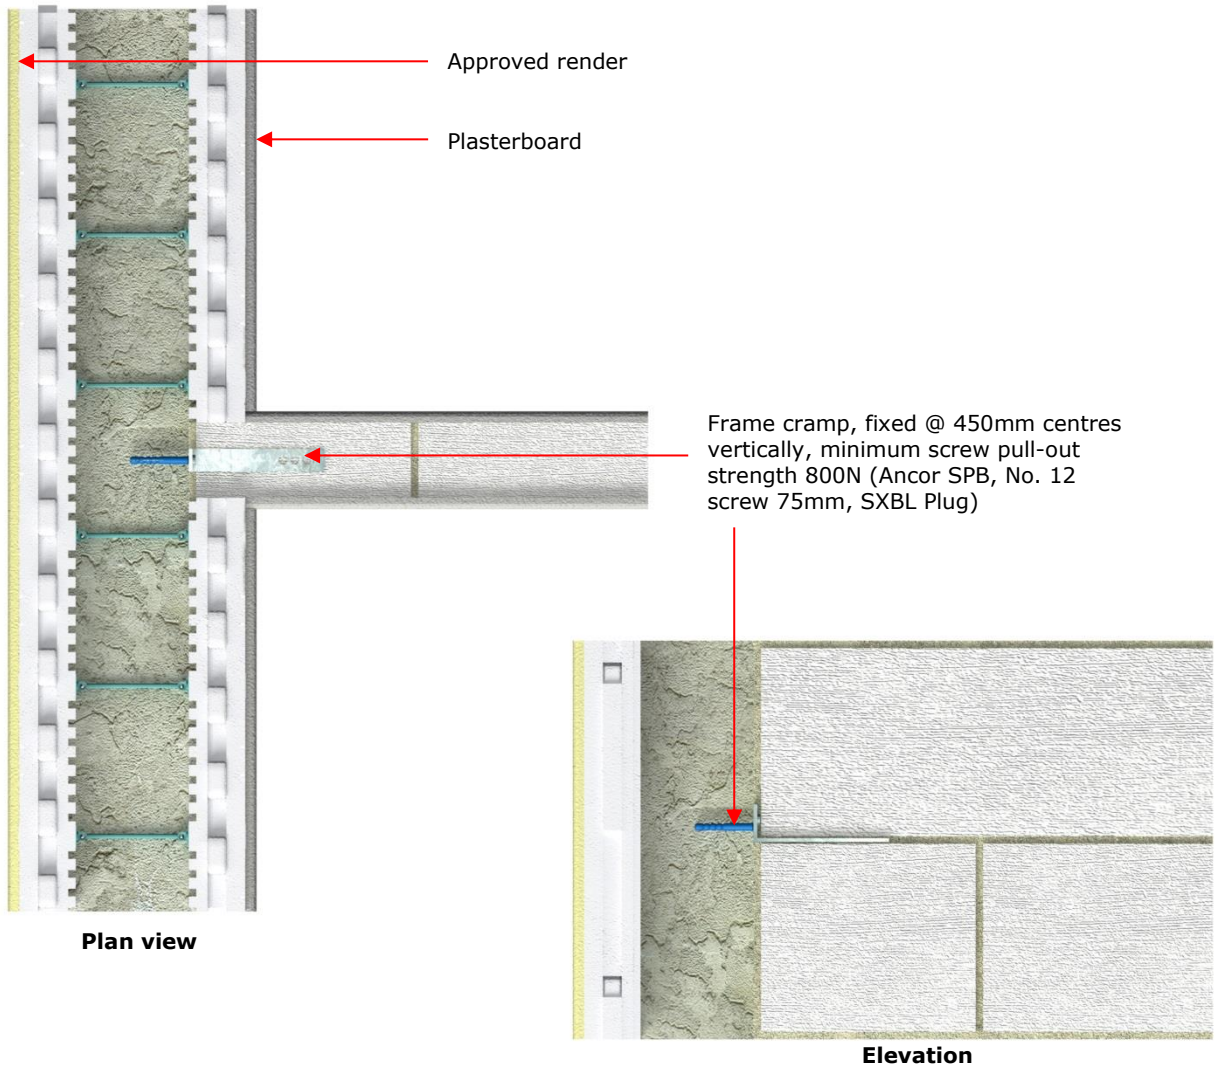 Approved render
Plasterboard
Frame cramp, fixed @ 450mm centres
vertically, minimum screw pull-out
strength 800N (Ancor SPB, No. 12
screw 75mm, SXBL Plug)
Plan view
Elevation